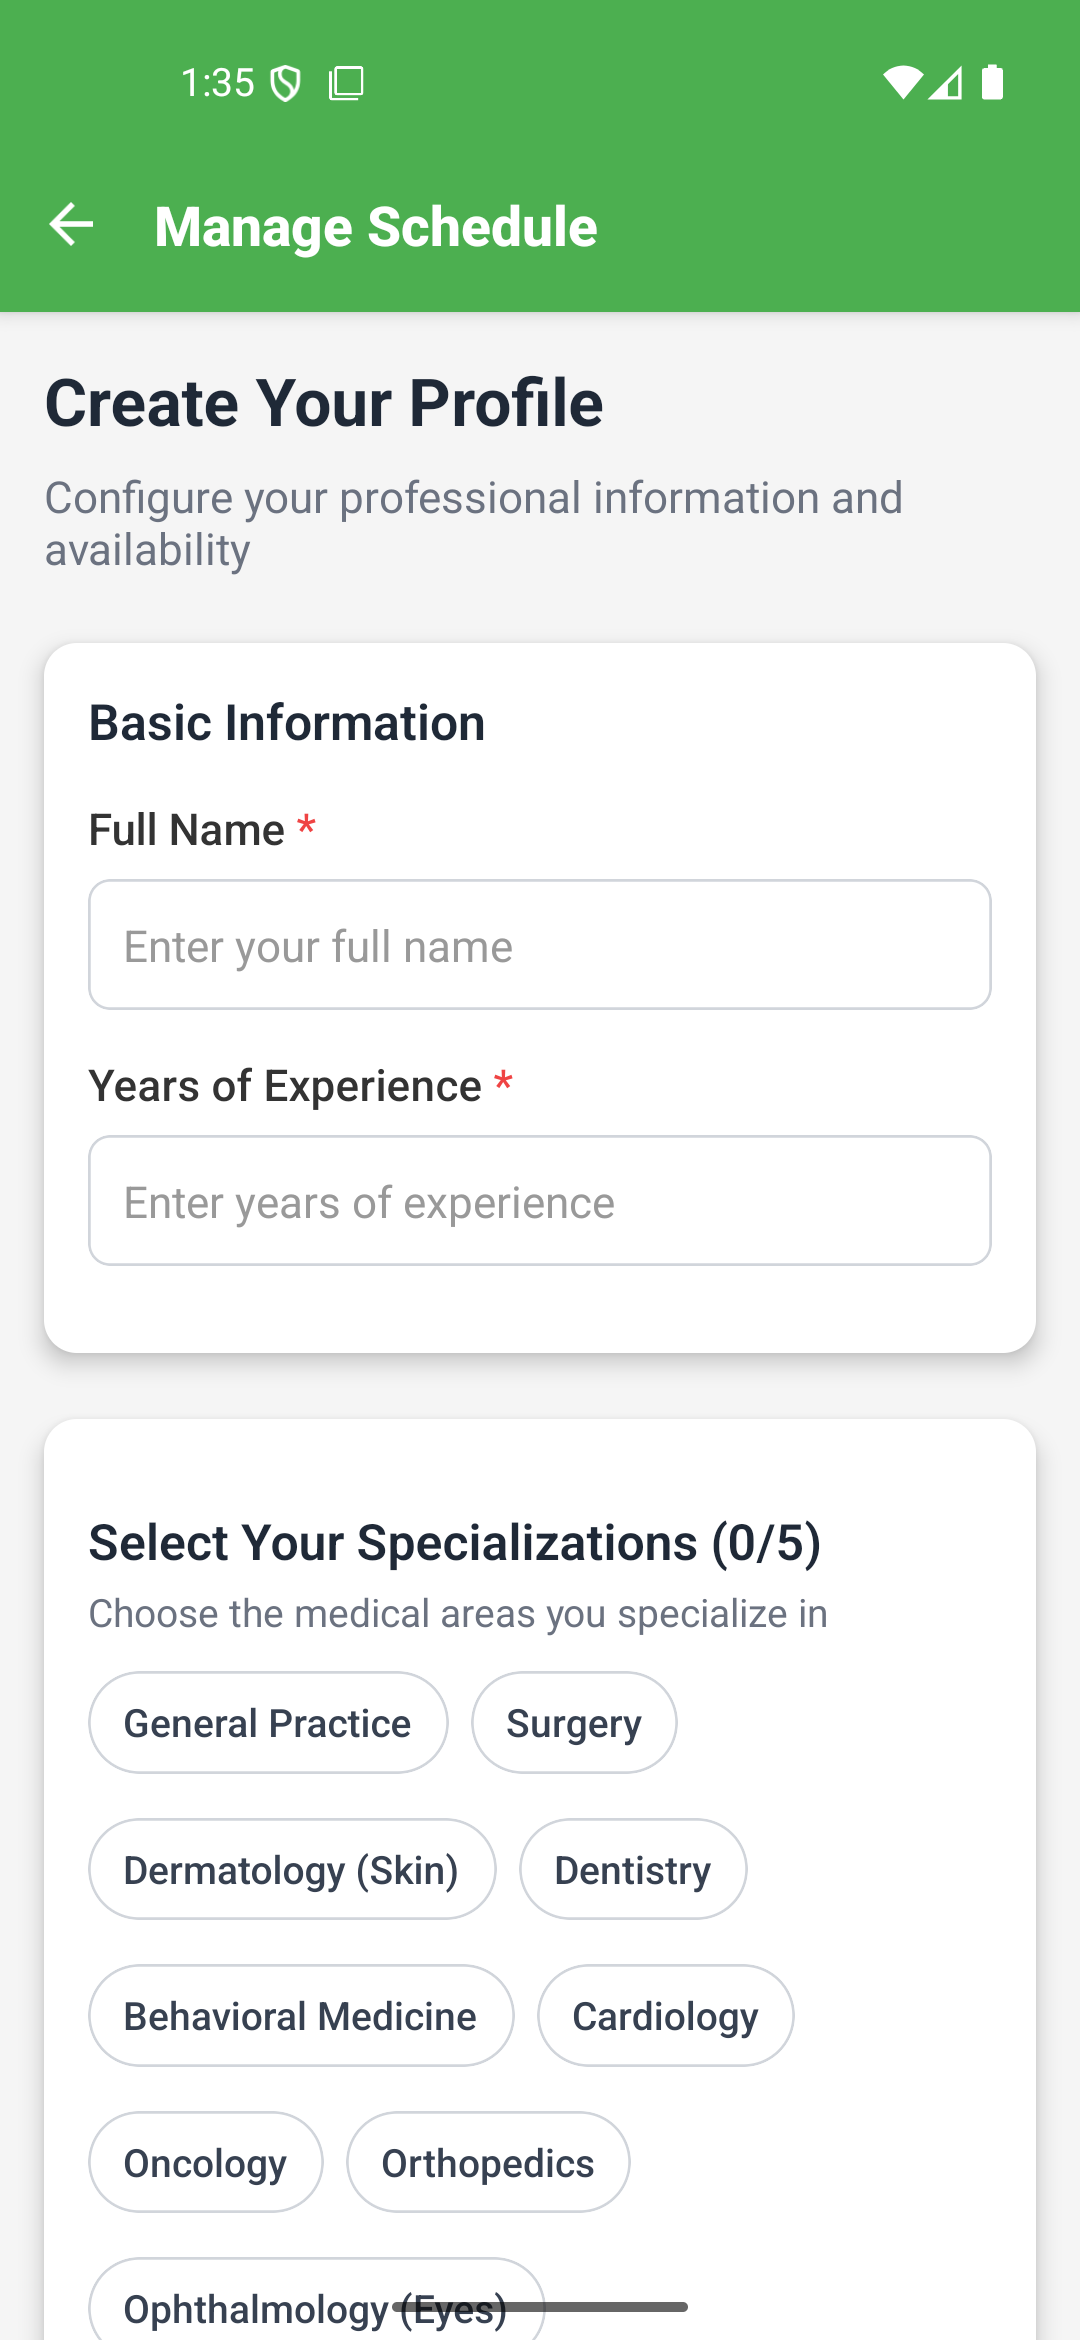 1:35
Manage Schedule
Create Your Profile
Configure your professional information and
availability
Basic Information
Full Name *
Enter your full name
Years of Experience *
Enter years of experience
Select Your Specializations (0/5)
Choose the medical areas you specialize in
General Practice Surgery
Dermatology (Skin) Dentistry
Behavioral Medicine Cardiology
Oncology Orthopedics
Ophthalmology (Eyes)